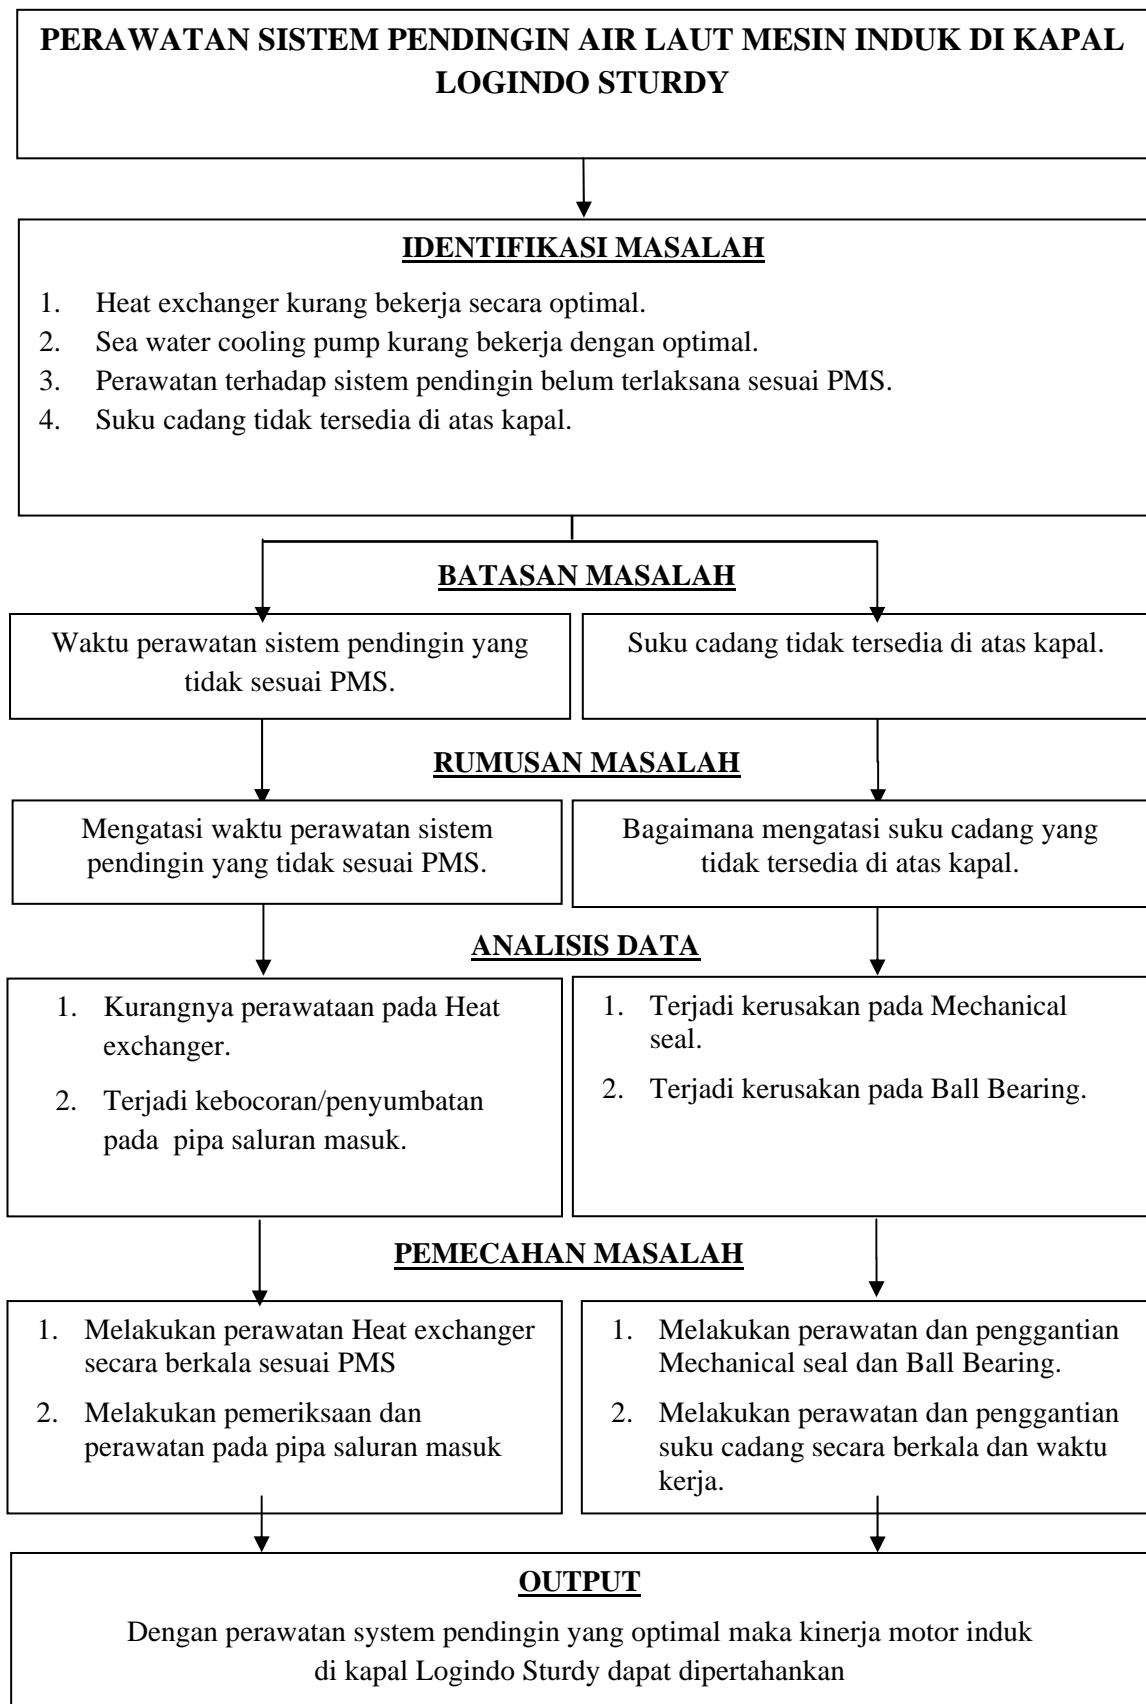 PERAWATAN SISTEM PENDINGIN AIR LAUT MESIN INDUK DI KAPAL
LOGINDO STURDY
IDENTIFIKASI MASALAH
1. Heat exchanger kurang bekerja secara optimal.
2. Sea water cooling pump kurang bekerja dengan optimal.
3. Perawatan terhadap sistem pendingin belum terlaksana sesuai PMS.
4. Suku cadang tidak tersedia di atas kapal.
BATASAN MASALAH
Waktu perawatan sistem pendingin yang
tidak sesuai PMS.
Suku cadang tidak tersedia di atas kapal.
RUMUSAN MASALAH
Mengatasi waktu perawatan sistem
pendingin yang tidak sesuai PMS.
Bagaimana mengatasi suku cadang yang
tidak tersedia di atas kapal.
ANALISIS DATA
1. Kurangnya perawataan pada Heat
exchanger.
2. Terjadi kebocoran/penyumbatan
pada pipa saluran masuk.
1. Terjadi kerusakan pada Mechanical
seal.
2. Terjadi kerusakan pada Ball Bearing.
PEMECAHAN MASALAH
1. Melakukan perawatan Heat exchanger
secara berkala sesuai PMS
2. Melakukan pemeriksaan dan
perawatan pada pipa saluran masuk
1. Melakukan perawatan dan penggantian
Mechanical seal dan Ball Bearing.
2. Melakukan perawatan dan penggantian
suku cadang secara berkala dan waktu
kerja.
OUTPUT
Dengan perawatan system pendingin yang optimal maka kinerja motor induk
di kapal Logindo Sturdy dapat dipertahankan